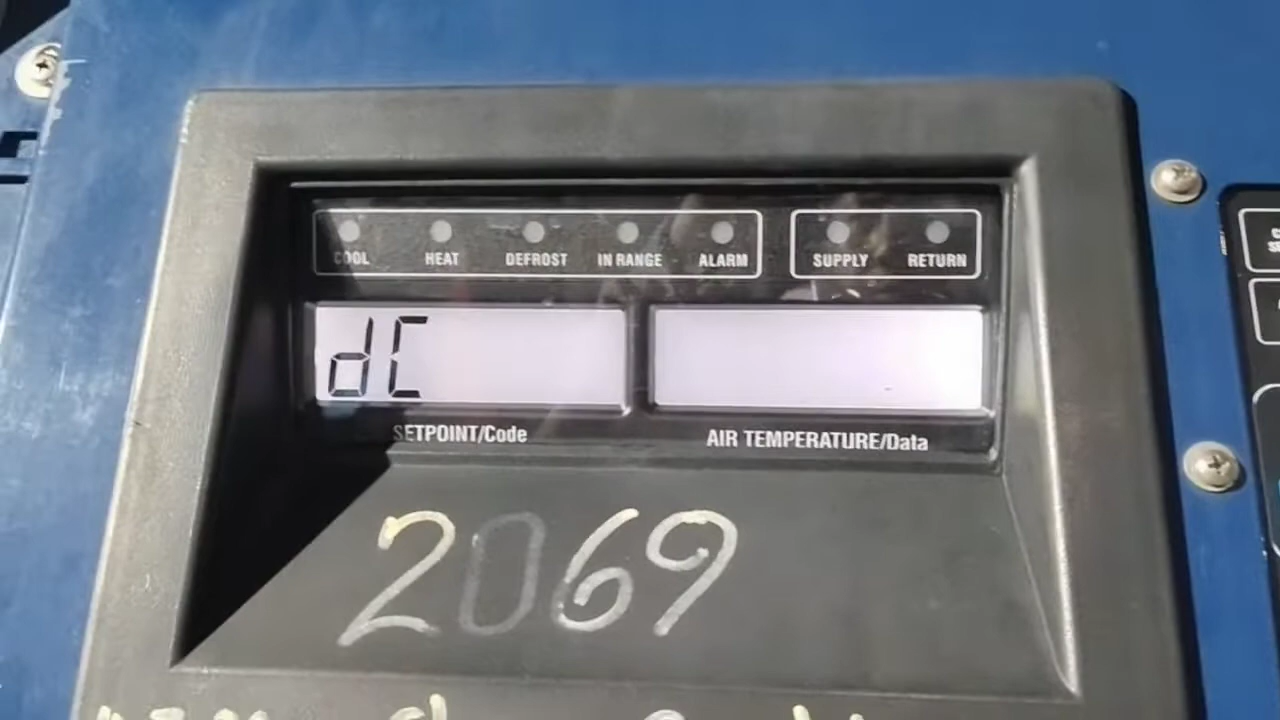 COOL HEAT DEFROST IN RANGE ALARM SUPPLY RETURN
dC
SETPOINT/Code AIR TEMPERATURE/Data
2069